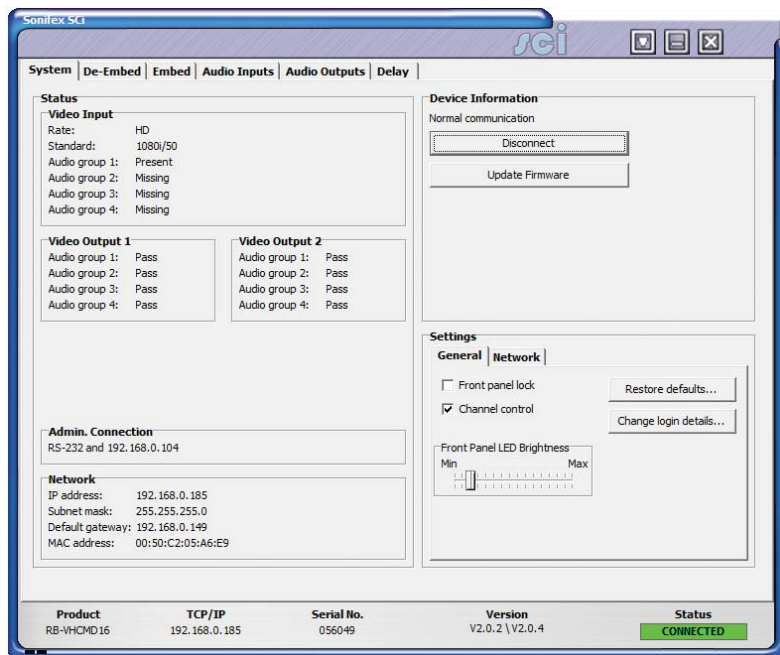 Sonifex SCi
sci
System De-Embed Embed Audio Inputs Audio Outputs Delay
Status
Video Input
Rate: HD
Standard: 1080i/50
Audio group 1: Present
Audio group 2: Missing
Audio group 3: Missing
Audio group 4: Missing
Video Output 1
Audio group 1: Pass
Audio group 2: Pass
Audio group 3: Pass
Audio group 4: Pass
Video Output 2
Audio group 1: Pass
Audio group 2: Pass
Audio group 3: Pass
Audio group 4: Pass
Admin. Connection
RS-232 and 192.168.0.104
Network
IP address: 192.168.0.185
Subnet mask: 255.255.255.0
Default gateway: 192.168.0.149
MAC address: 00:50:C2:05:A6:E9
Device Information
Normal communication
Disconnect
Update Firmware
Settings
General Network
Front panel lock
Restore defaults...
Channel control
Change login details...
Front Panel LED Brightness
Min Max
Product TCP/IP Serial No. Version Status
RB-VHCMD16 192.168.0.185 056049 V2.0.2 \ V2.0.4 CONNECTED